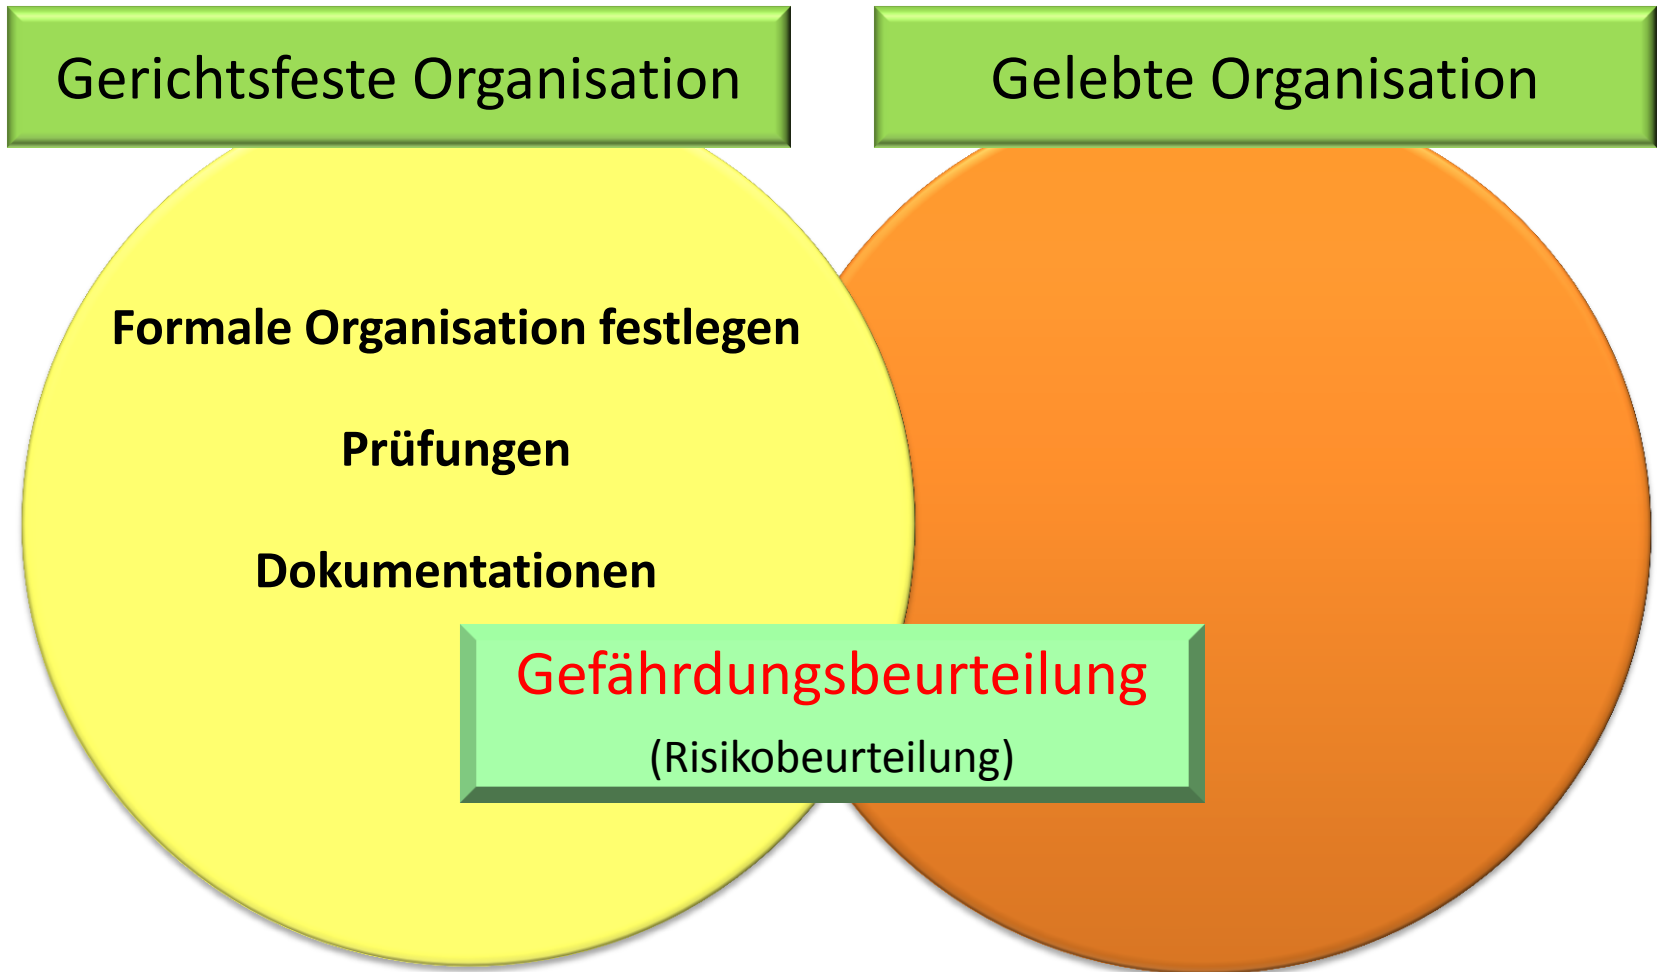 Gerichtsfeste Organisation
Gelebte Organisation
Formale Organisation festlegen
Prüfungen
Dokumentationen
Gefährdungsbeurteilung
(Risikobeurteilung)